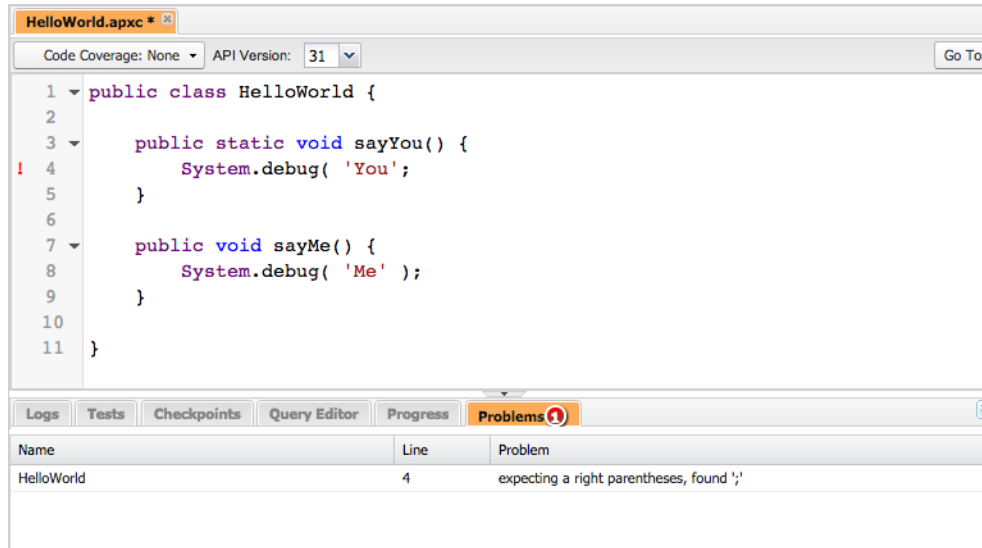 HelloWorld.apxc *
Code Coverage: None API Version: 31 Go To
1 public class HelloWorld {
2
3 public static void sayYou() {
! 4 System.debug( 'You';
5 }
6
7 public void sayMe() {
8 System.debug( 'Me' );
9 }
10
11 }
Logs Tests Checkpoints Query Editor Progress Problems 1
Name Line Problem
HelloWorld 4 expecting a right parentheses, found ';'